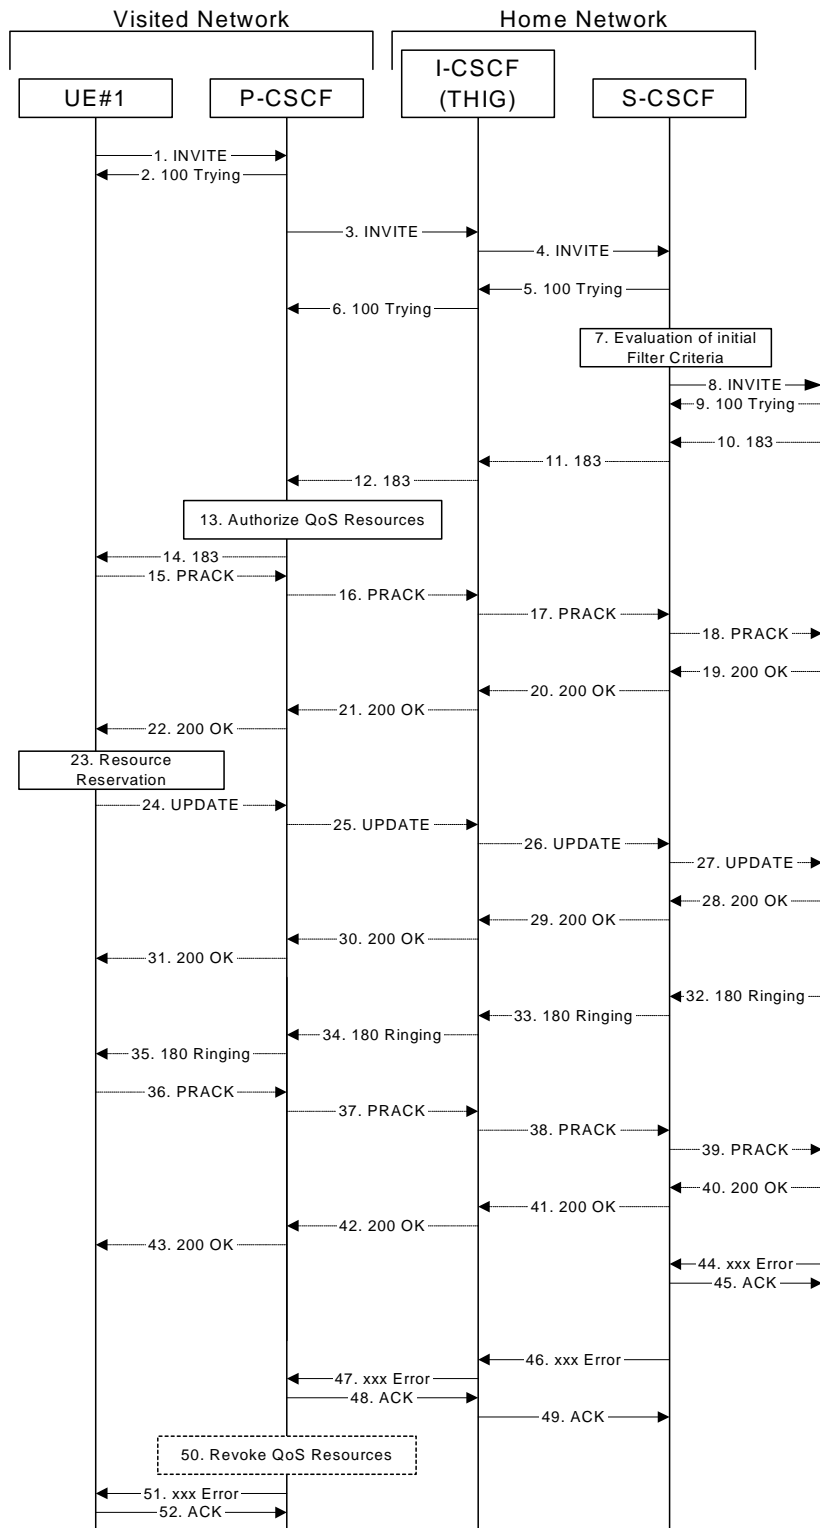 Visited Network
Home Network
UE#1
P-CSCF
I-CSCF
(THIG)
S-CSCF
1. INVITE
2. 100 Trying
3. INVITE
4. INVITE
5. 100 Trying
6. 100 Trying
7. Evaluation of initial
Filter Criteria
8. INVITE
9. 100 Trying
10. 183
11. 183
12. 183
13. Authorize QoS Resources
14. 183
15. PRACK
16. PRACK
17. PRACK
18. PRACK
19. 200 OK
20. 200 OK
21. 200 OK
22. 200 OK
23. Resource
Reservation
24. UPDATE
25. UPDATE
26. UPDATE
27. UPDATE
28. 200 OK
29. 200 OK
30. 200 OK
31. 200 OK
32. 180 Ringing
33. 180 Ringing
34. 180 Ringing
35. 180 Ringing
36. PRACK
37. PRACK
38. PRACK
39. PRACK
40. 200 OK
41. 200 OK
42. 200 OK
43. 200 OK
44. xxx Error
45. ACK
46. xxx Error
47. xxx Error
48. ACK
49. ACK
50. Revoke QoS Resources
51. xxx Error
52. ACK